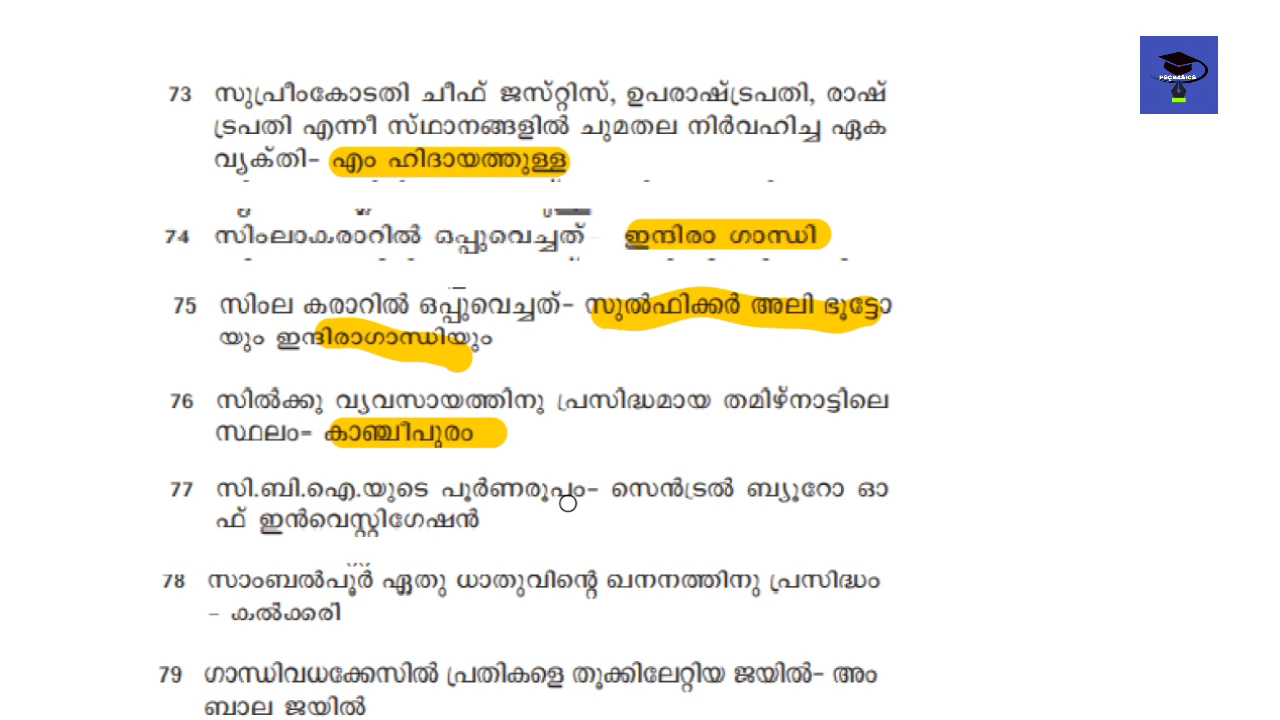 PSCBASICS
73 സുപ്രീംകോടതി ചീഫ് ജസ്റ്റിസ്, ഉപരാഷ്ട്രപതി, രാഷ്
ട്രപതി എന്നീ സ്ഥാനങ്ങളിൽ ചുമതല നിർവഹിച്ച ഏക
വ്യക്തി- എം ഹിദായത്തുള്ള
74 സിംലാകരാറിൽ ഒപ്പുവെച്ചത്- ഇന്ദിരാ ഗാന്ധി
75 സിംല കരാറിൽ ഒപ്പുവെച്ചത്- സുൽഫിക്കർ അലി ഭൂട്ടോ
യും ഇന്ദിരാഗാന്ധിയും
76 സിൽക്കു വ്യവസായത്തിനു പ്രസിദ്ധമായ തമിഴ്നാട്ടിലെ
സ്ഥലം- കാഞ്ചീപുരം
77 സി.ബി.ഐ.യുടെ പൂർണരൂപം- സെൻട്രൽ ബ്യൂറോ ഓ
ഫ് ഇൻവെസ്റ്റിഗേഷൻ
78 സാംബൽപൂർ ഏതു ധാതുവിന്റെ ഖനനത്തിനു പ്രസിദ്ധം
- കൽക്കരി
79 ഗാന്ധിവധക്കേസിൽ പ്രതികളെ തൂക്കിലേറ്റിയ ജയിൽ- അം
ബാല ജയിൽ